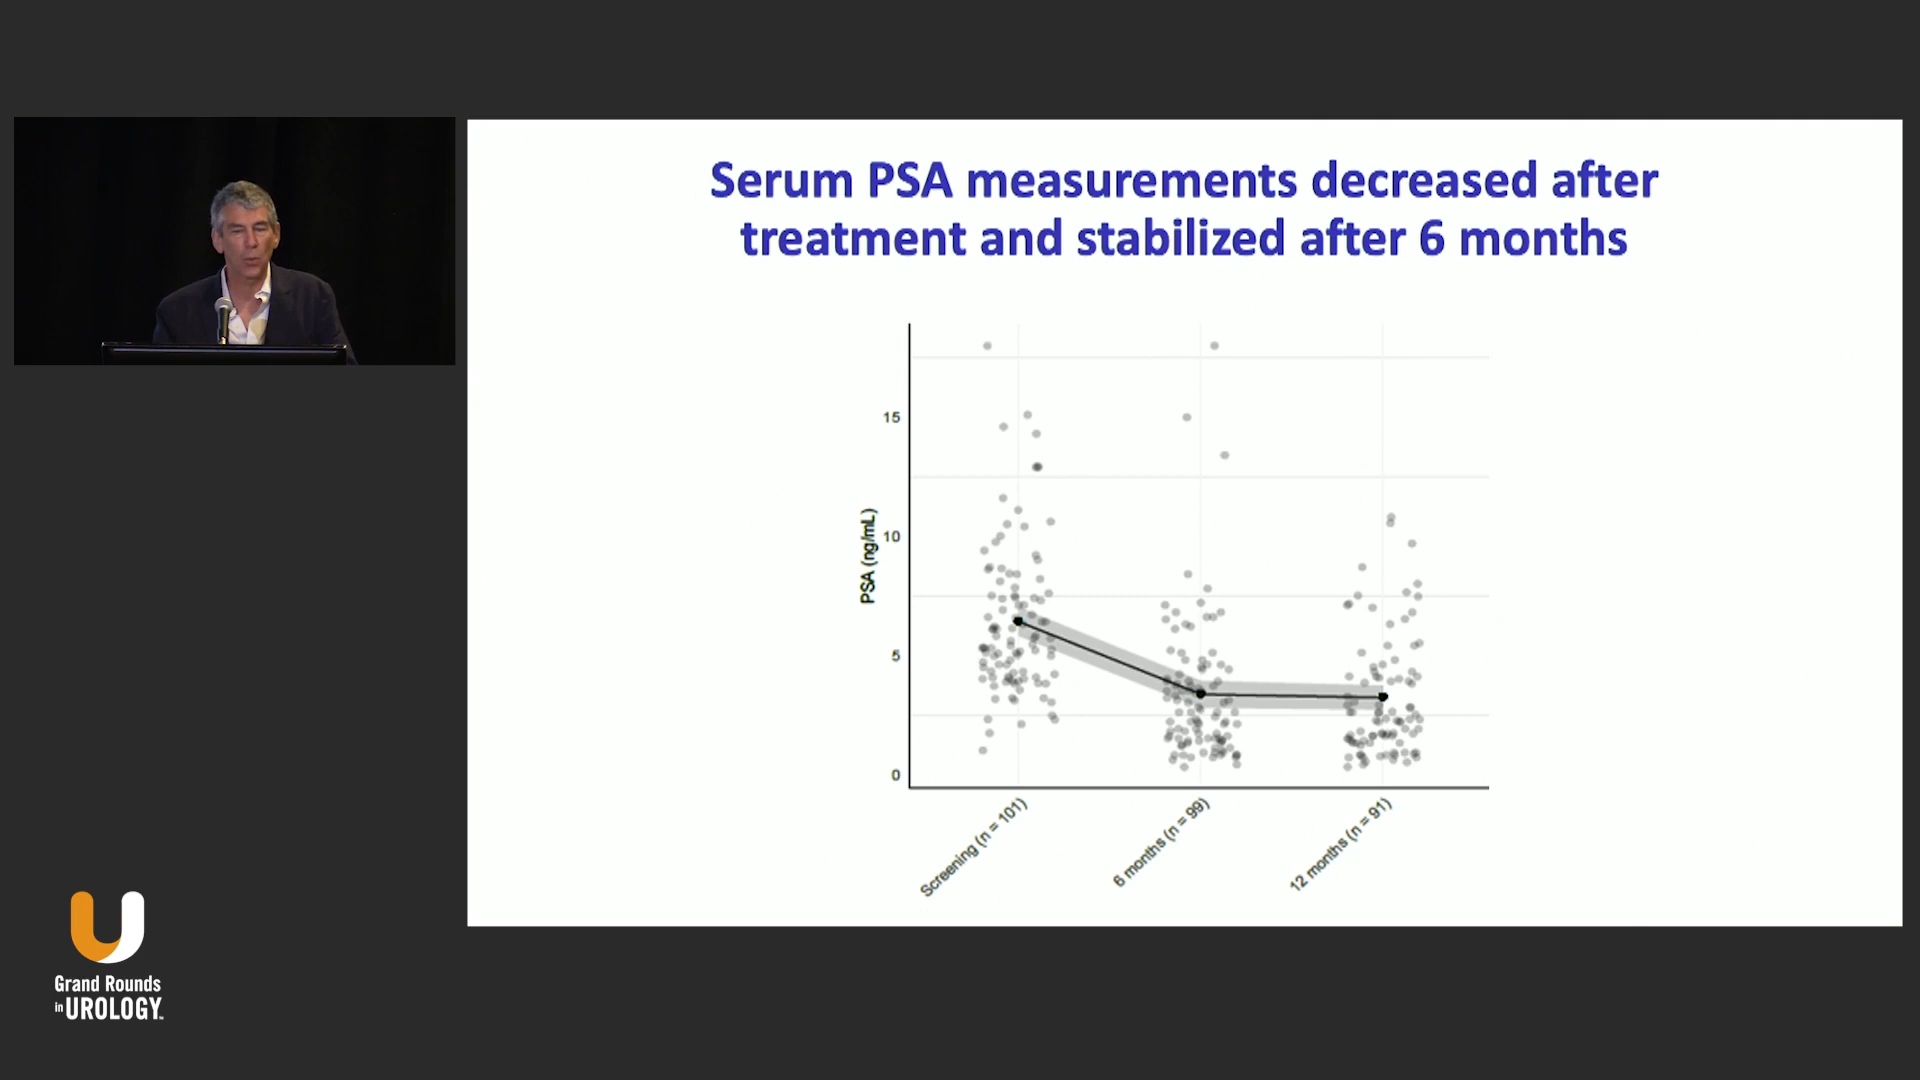 Serum PSA measurements decreased after
treatment and stabilized after 6 months
15
10
5
0
PSA (ng/mL)
Screening (n = 101)
6 months (n = 99)
12 months (n = 91)
Grand Rounds
in UROLOGY™